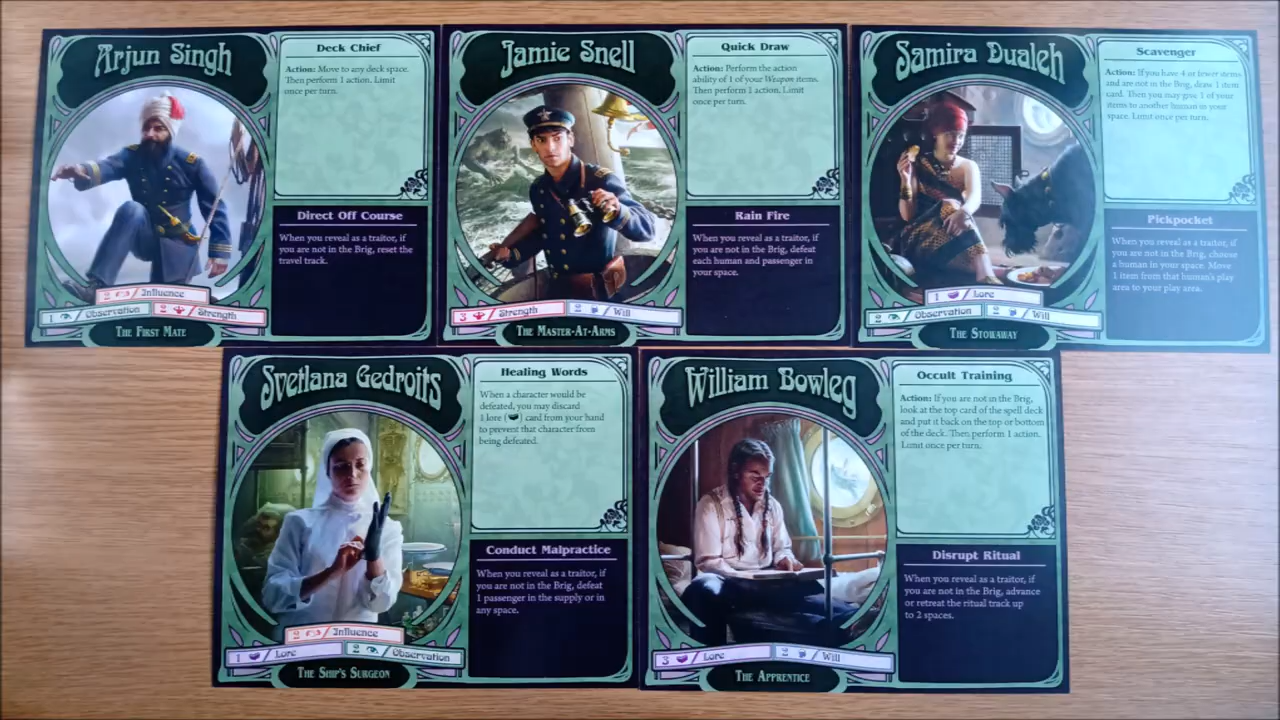 Arjun Singh
Deck Chief
Action: Move to any deck space.
Then perform 1 action. Limit
once per turn.
Direct Off Course
When you reveal as a traitor, if
you are not in the Brig, reset the
travel track.
2 / Influence
1 / Observation
2 / Strength
The First Mate
Jamie Snell
Quick Draw
Action: Perform the action
ability of 1 of your Weapon items.
Then perform 1 action. Limit
once per turn.
Rain Fire
When you reveal as a traitor, if
you are not in the Brig, defeat
each human and passenger in
your space.
3 / Strength
2 / Will
The Master-At-Arms
Samira Dualeh
Scavenger
Action: If you have 4 or fewer items
and are not in the Brig, draw 1 item
card. Then you may give 1 of your
items to another human in your
space. Limit once per turn.
Pickpocket
When you reveal as a traitor, if
you are not in the Brig, choose
a human in your space. Move
1 item from that human's play
area to your play area.
1 / Lore
2 / Observation
2 / Will
The Stowaway
Svetlana Gedroits
Healing Words
When a character would be
defeated, you may discard
1 lore ( ) card from your hand
to prevent that character from
being defeated.
Conduct Malpractice
When you reveal as a traitor, if
you are not in the Brig, defeat
1 passenger in the supply or in
any space.
2 / Influence
1 / Lore
2 / Observation
The Ship's Surgeon
William Bowleg
Occult Training
Action: If you are not in the Brig,
look at the top card of the spell deck
and put it back on the top or bottom
of the deck. Then perform 1 action.
Limit once per turn.
Disrupt Ritual
When you reveal as a traitor, if
you are not in the Brig, advance
or retreat the ritual track up
to 2 spaces.
3 / Lore
2 / Will
The Apprentice